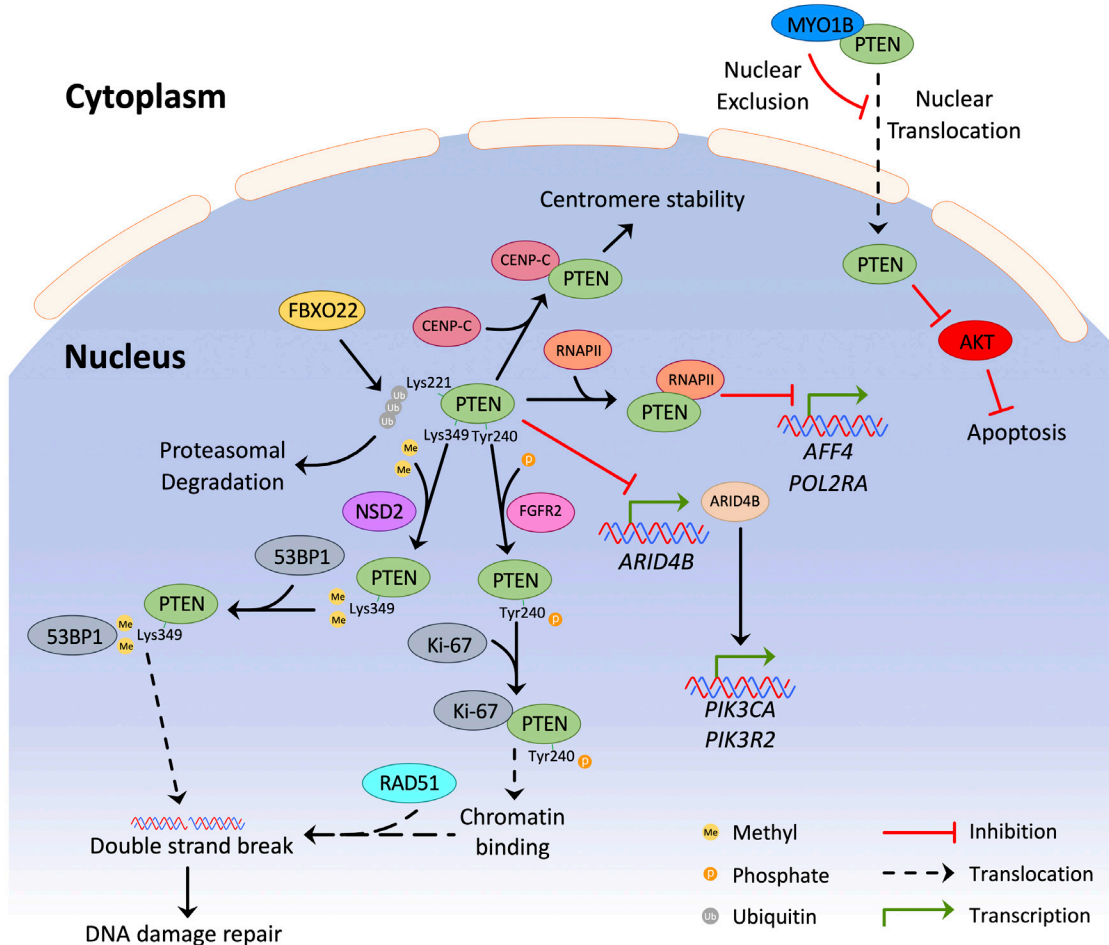 MYO1B
PTEN
Nuclear
Exclusion
Nuclear
Translocation
Cytoplasm
Centromere stability
CENP-C
PTEN
PTEN
FBXO22
CENP-C
RNAPII
AKT
Nucleus
Lys221
RNAPII
Ub
Ub
Ub
PTEN
PTEN
Apoptosis
Lys349
Tyr240
AFF4
POL2RA
Proteasomal
Degradation
Me
Me
P
NSD2
FGFR2
ARID4B
ARID4B
53BP1
PTEN
PTEN
Me
Me
Lys349
Tyr240
P
PTEN
53BP1
Me
Me
Lys349
Ki-67
Ki-67
PTEN
Tyr240
P
PIK3CA
PIK3R2
RAD51
Chromatin
binding
Double strand break
DNA damage repair
Me Methyl
P Phosphate
Ub Ubiquitin
Inhibition
Translocation
Transcription